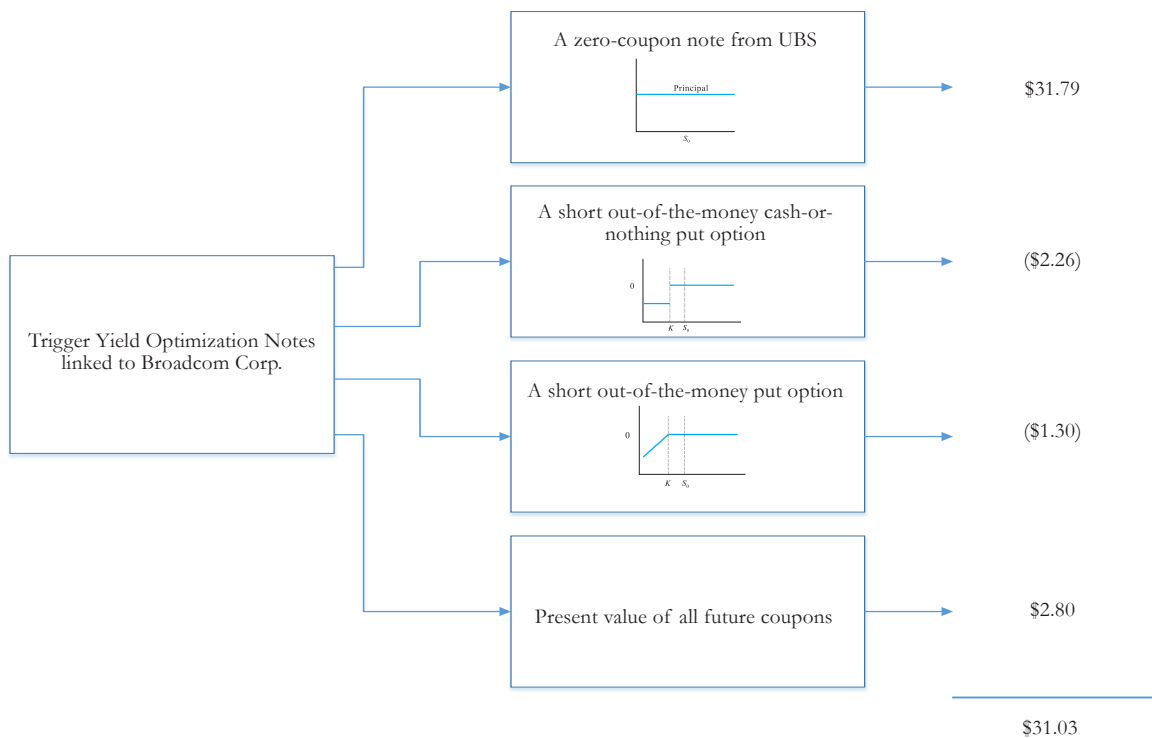 A zero-coupon note from UBS
Principal
S0
$31.79
A short out-of-the-money cash-or-
nothing put option
0
K
S0
($2.26)
Trigger Yield Optimization Notes
linked to Broadcom Corp.
A short out-of-the-money put option
0
K
S0
($1.30)
Present value of all future coupons
$2.80
$31.03